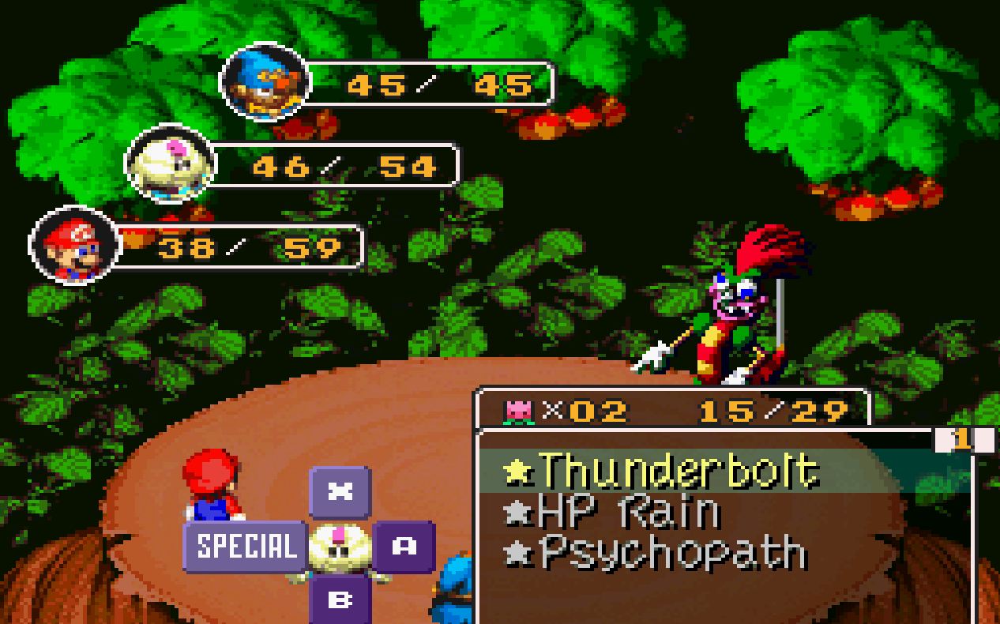 45/ 45
46/ 54
38/ 59
×02 15/29
1
★Thunderbolt
★HP Rain
★Psychopath
X
SPECIAL
A
B